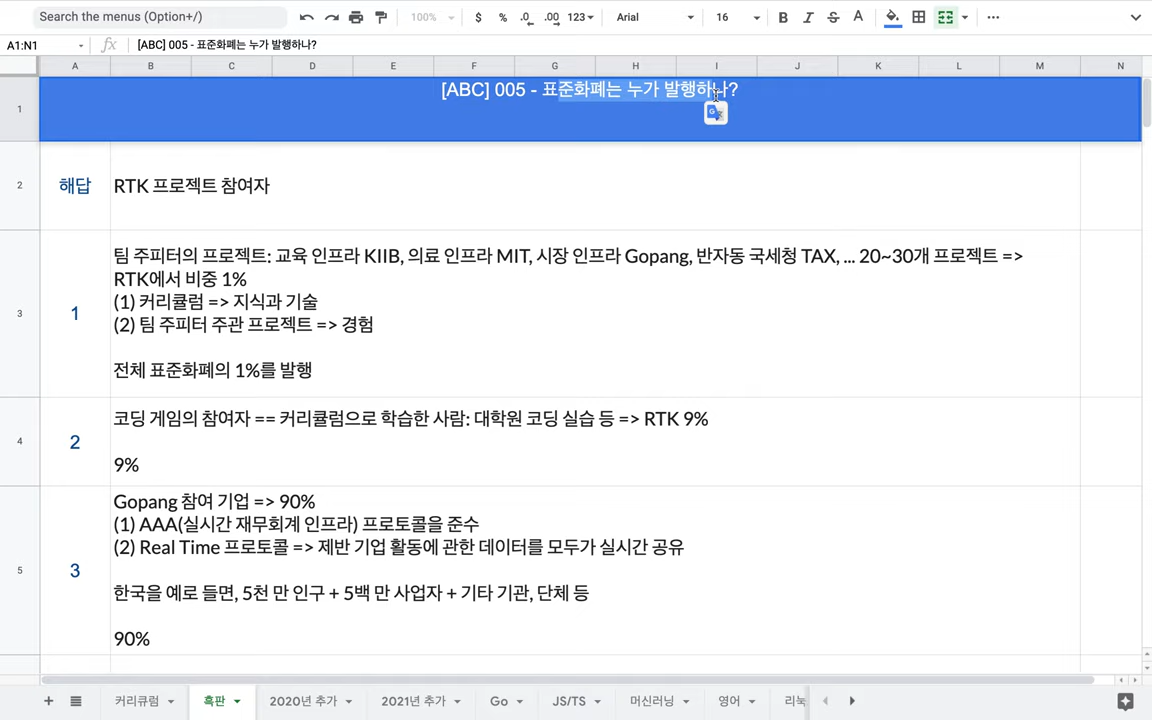 Search the menus (Option+/)
100%
$ % .0 .00 123
Arial
16
B I S A
A1:N1
fx
[ABC] 005 - 표준화폐는 누가 발행하나?
A B C D E F G H I J K L M N
1
[ABC] 005 - 표준화폐는 누가 발행하나?
2
해답
RTK 프로젝트 참여자
3
1
팀 주피터의 프로젝트: 교육 인프라 KIIB, 의료 인프라 MIT, 시장 인프라 Gopang, 반자동 국세청 TAX, ... 20~30개 프로젝트 =>
RTK에서 비중 1%
(1) 커리큘럼 => 지식과 기술
(2) 팀 주피터 주관 프로젝트 => 경험
전체 표준화폐의 1%를 발행
4
2
코딩 게임의 참여자 == 커리큘럼으로 학습한 사람: 대학원 코딩 실습 등 => RTK 9%
9%
5
3
Gopang 참여 기업 => 90%
(1) AAA(실시간 재무회계 인프라) 프로토콜을 준수
(2) Real Time 프로토콜 => 제반 기업 활동에 관한 데이터를 모두가 실시간 공유
한국을 예로 들면, 5천 만 인구 + 5백 만 사업자 + 기타 기관, 단체 등
90%
커리큐럼
흑판
2020년 추가
2021년 추가
Go
JS/TS
머신러닝
영어
리눅